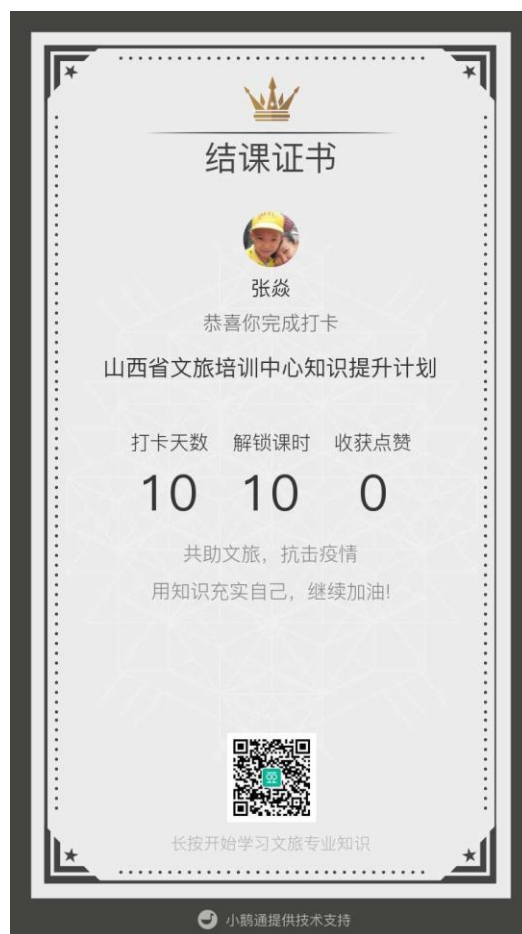 结课证书
张焱
恭喜你完成打卡
山西省文旅培训中心知识提升计划
打卡天数 解锁课时 收获点赞
10 10 0
共助文旅，抗击疫情
用知识充实自己，继续加油!
长按开始学习文旅专业知识
小鹅通提供技术支持